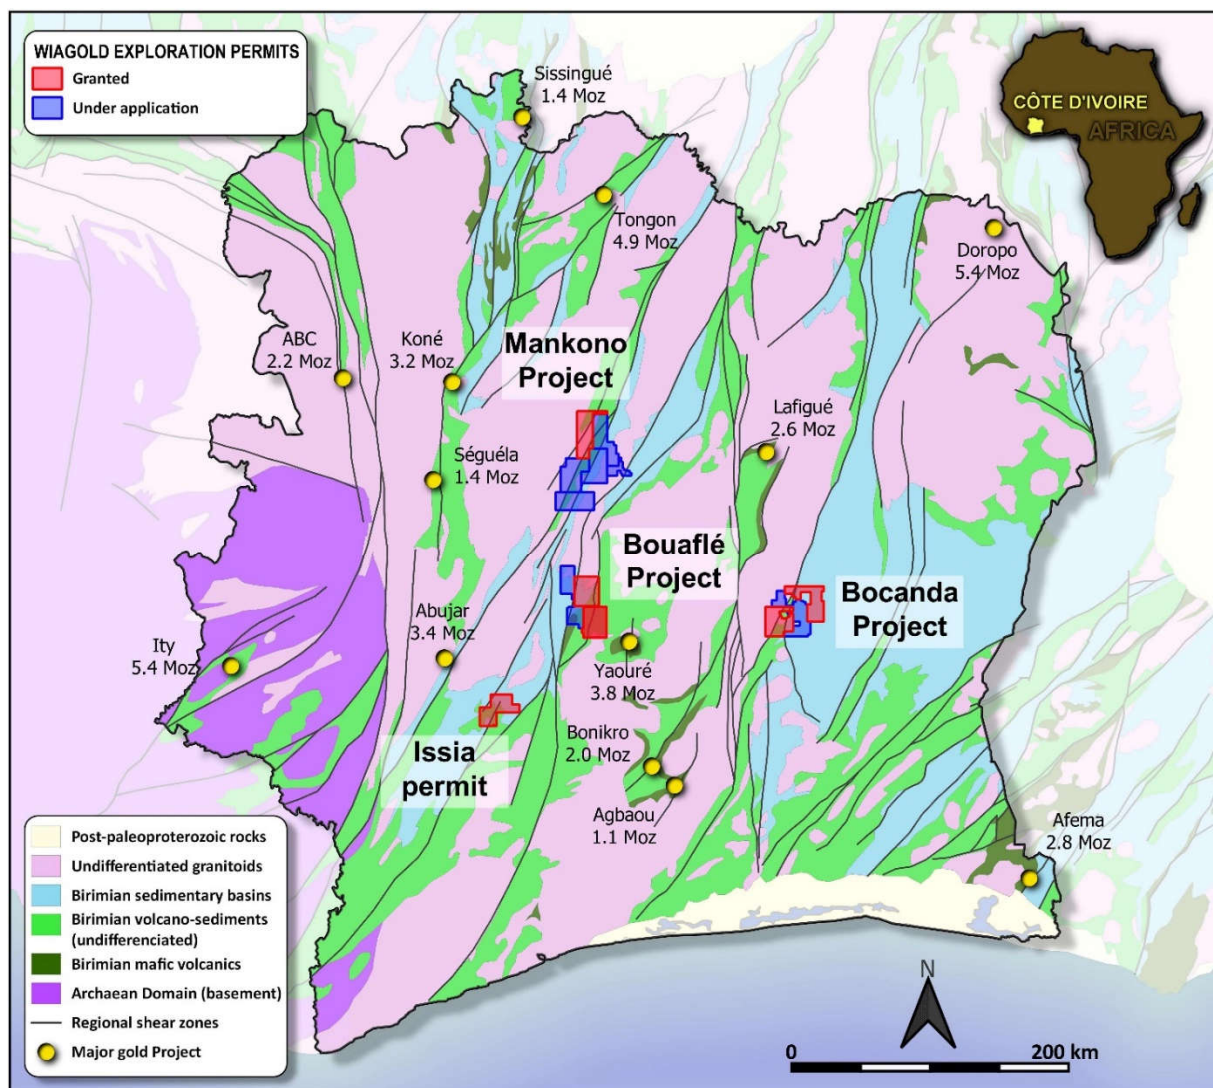 WIAGOLD EXPLORATION PERMITS
Granted
Under application
CÔTE D'IVOIRE
AFRICA
Sissingué
1.4 Moz
Tongon
4.9 Moz
Doropo
5.4 Moz
ABC
2.2 Moz
Koné
3.2 Moz
Mankono
Project
Lafigué
2.6 Moz
Séguéla
1.4 Moz
Bouaflé
Project
Bocanda
Project
Abujar
3.4 Moz
Ity
5.4 Moz
Yaouré
3.8 Moz
Issia
permit
Bonikro
2.0 Moz
Agbaou
1.1 Moz
Afema
2.8 Moz
Post-paleoproterozoic rocks
Undifferentiated granitoids
Birimian sedimentary basins
Birimian volcano-sediments
(undifferenciated)
Birimian mafic volcanics
Archaean Domain (basement)
Regional shear zones
Major gold Project
N
0 200 km